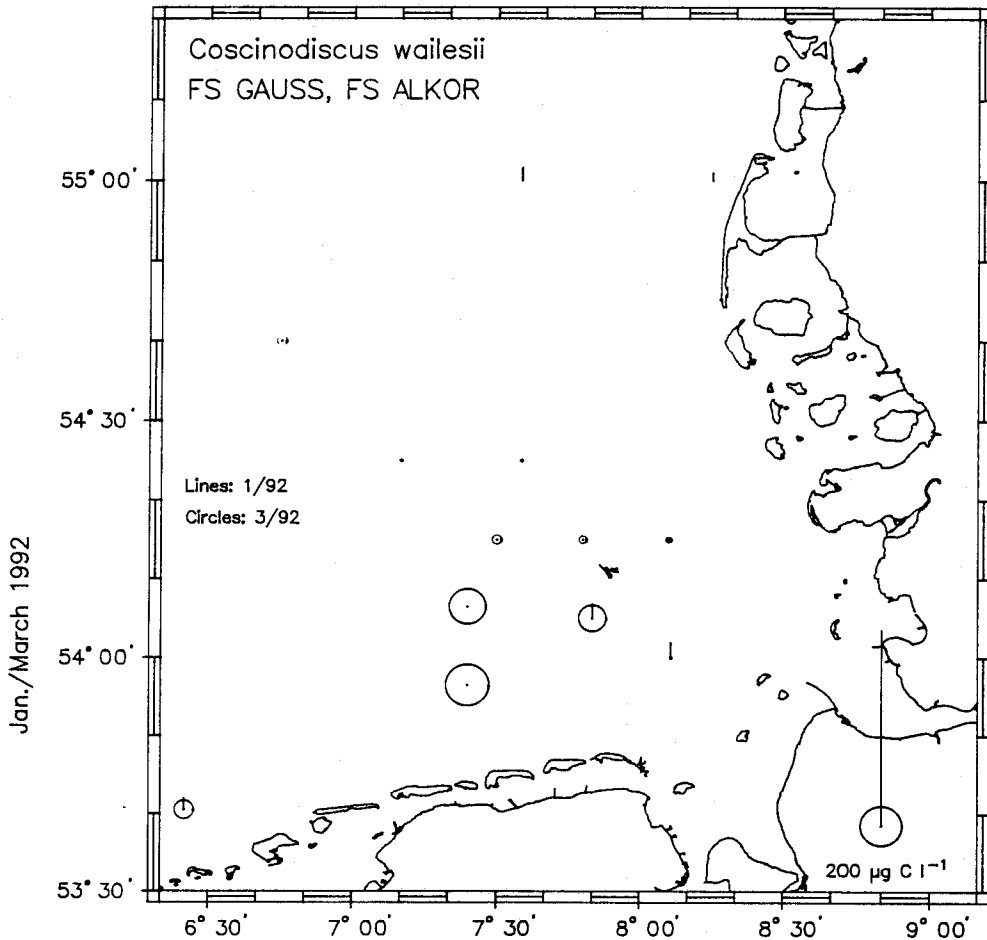 Coscinodiscus wailesii
FS GAUSS, FS ALKOR
55° 00'
54° 30'
Lines: 1/92
Circles: 3/92
Jan./March 1992
54° 00'
200 µg C l⁻¹
53° 30'
6° 30'
7° 00'
7° 30'
8° 00'
8° 30'
9° 00'